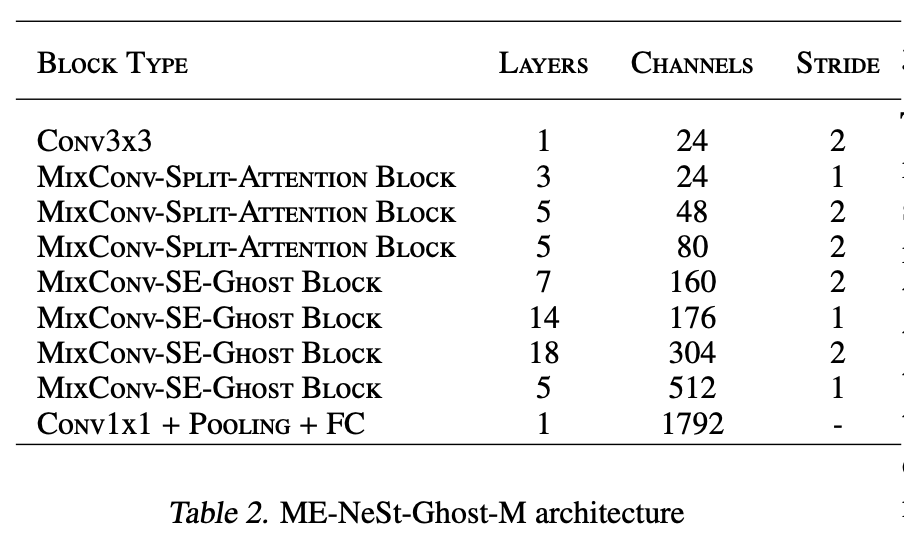 BLOCK TYPE LAYERS CHANNELS STRIDE
CONV3X3 1 24 2
MIXCONV-SPLIT-ATTENTION BLOCK 3 24 1
MIXCONV-SPLIT-ATTENTION BLOCK 5 48 2
MIXCONV-SPLIT-ATTENTION BLOCK 5 80 2
MIXCONV-SE-GHOST BLOCK 7 160 2
MIXCONV-SE-GHOST BLOCK 14 176 1
MIXCONV-SE-GHOST BLOCK 18 304 2
MIXCONV-SE-GHOST BLOCK 5 512 1
CONV1X1 + POOLING + FC 1 1792 -
Table 2. ME-NeSt-Ghost-M architecture